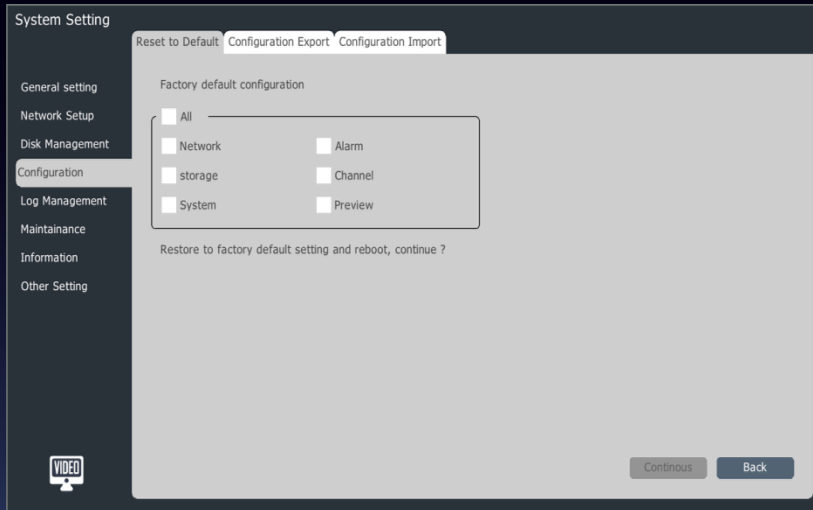 System Setting
Reset to Default Configuration Export Configuration Import
General setting
Network Setup
Disk Management
Configuration
Log Management
Maintainance
Information
Other Setting
Factory default configuration
All
Network Alarm
storage Channel
System Preview
Restore to factory default setting and reboot, continue ?
VIDEO
Continous Back